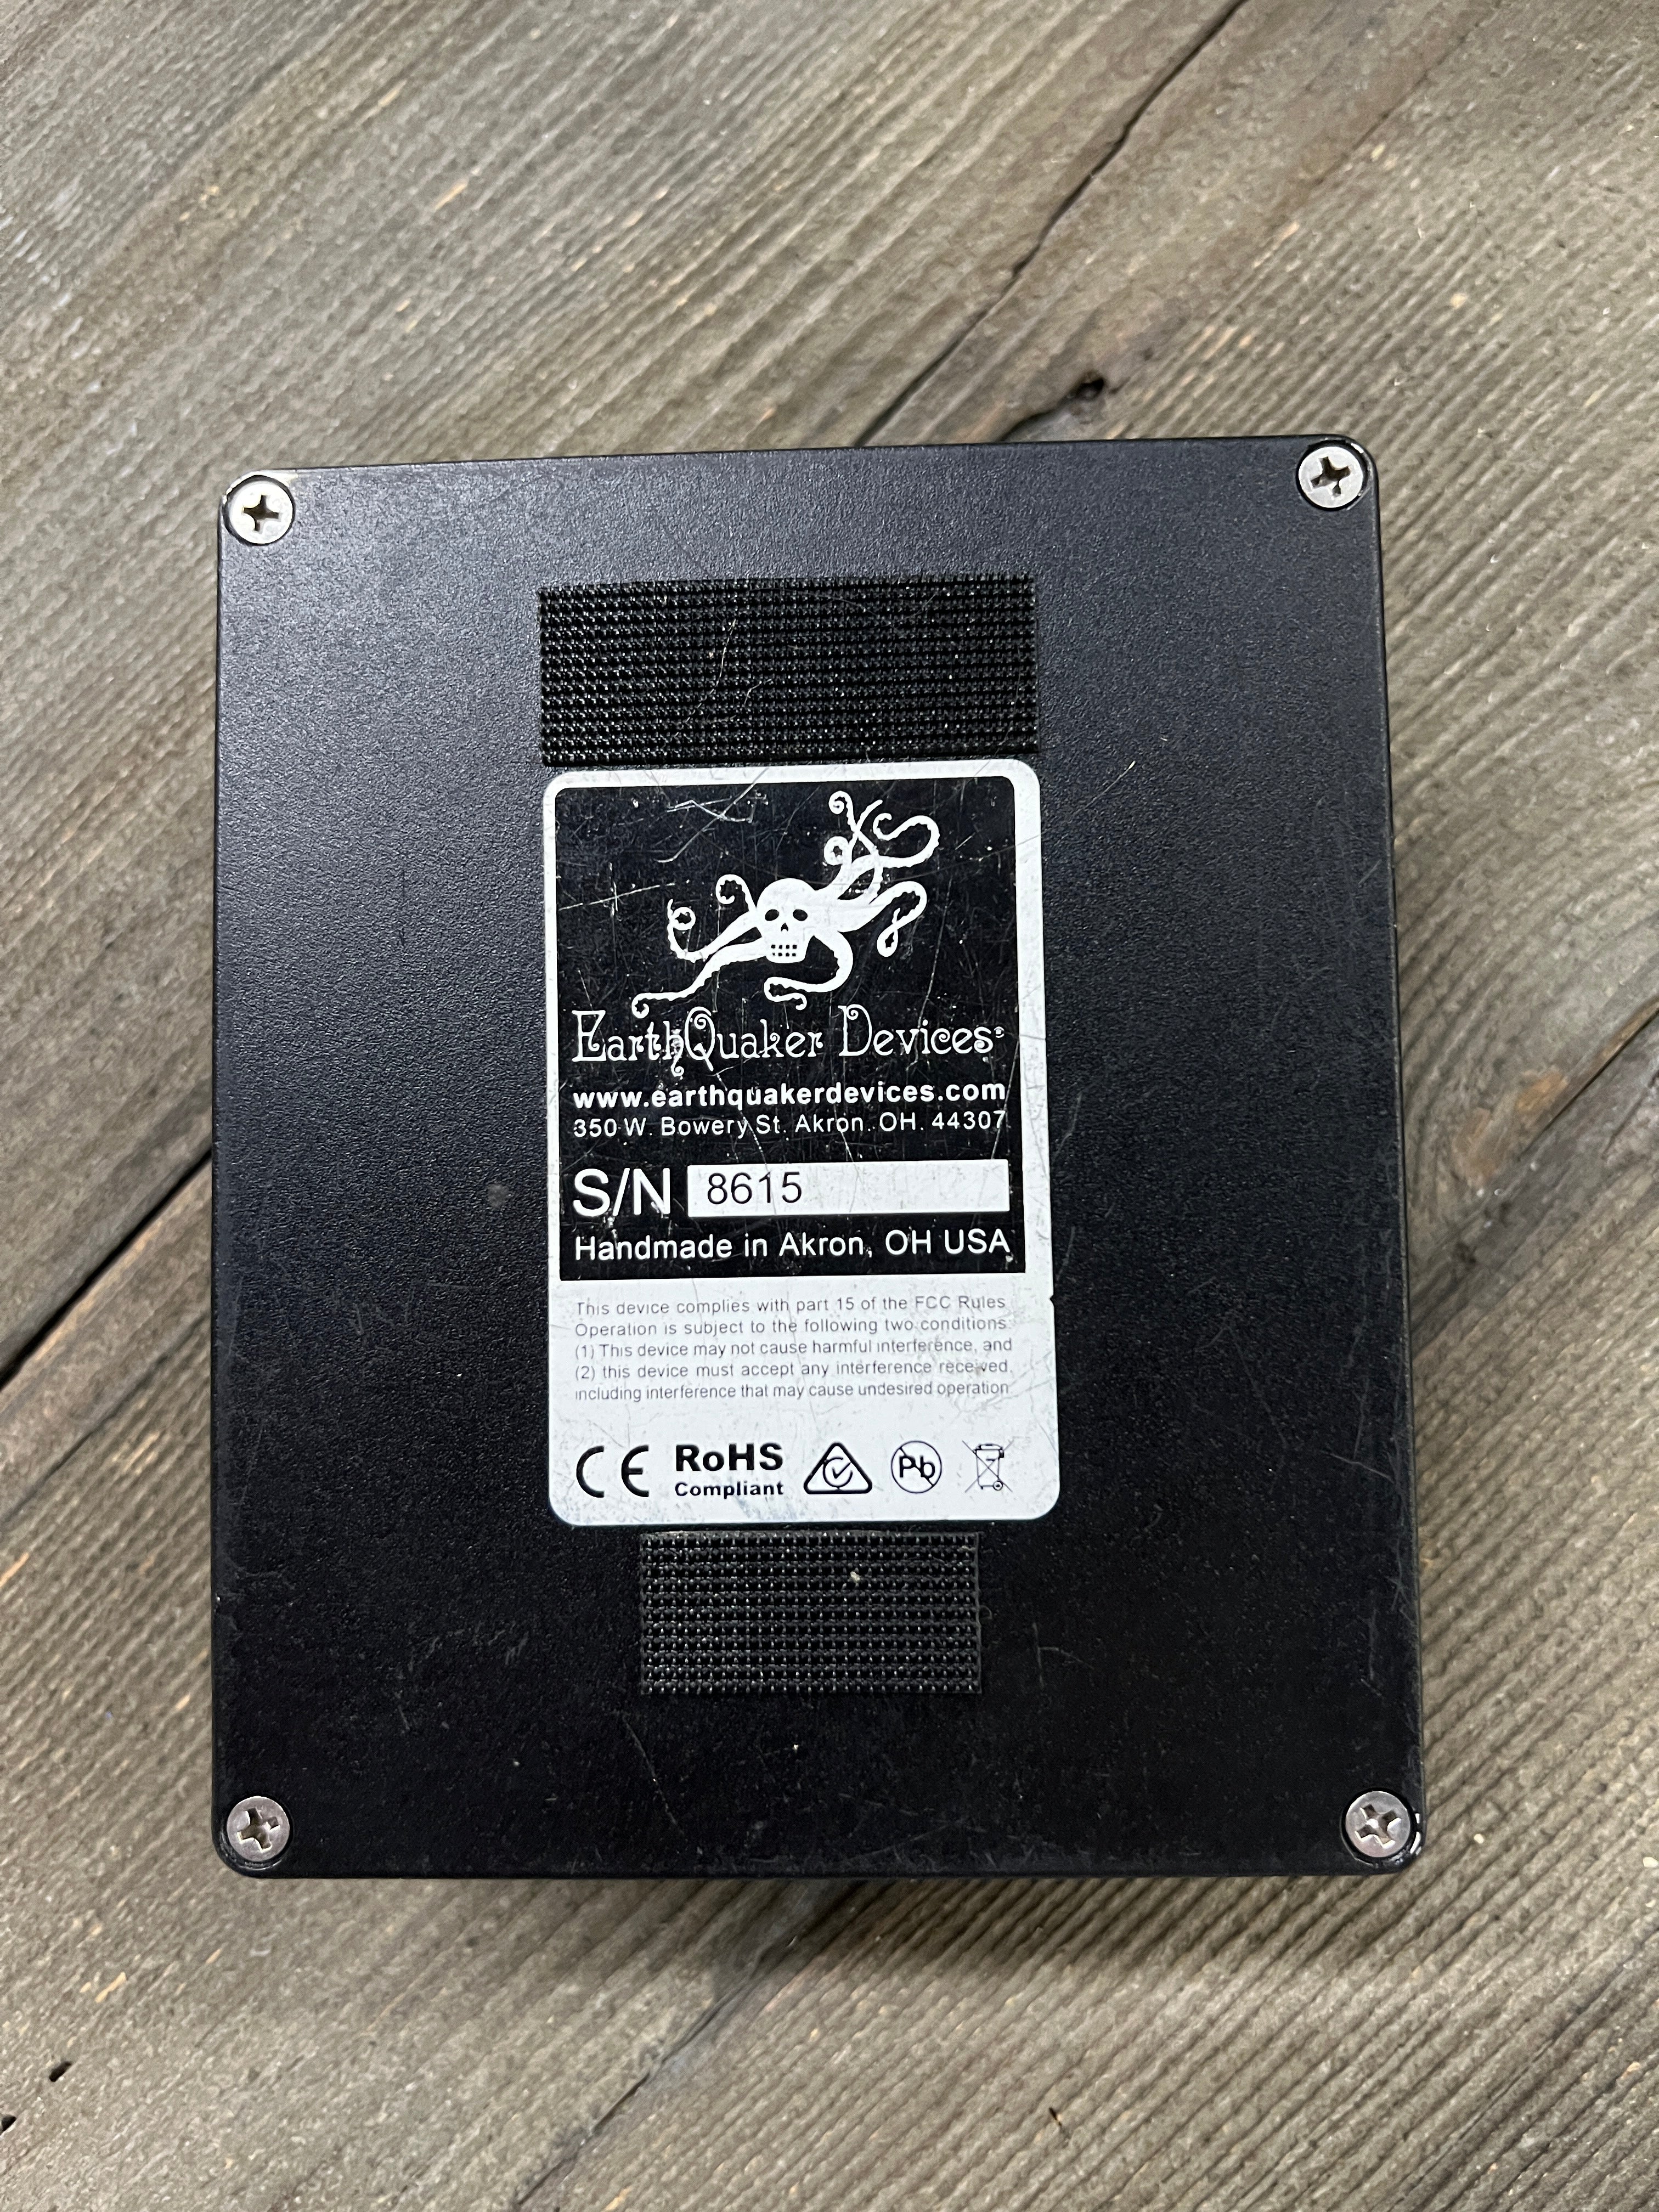 EarthQuaker Devices®
www.earthquakerdevices.com
350 W. Bowery St. Akron. OH. 44307
S/N 8615
Handmade in Akron, OH USA
This device complies with part 15 of the FCC Rules
Operation is subject to the following two conditions:
(1) This device may not cause harmful interference, and
(2) this device must accept any interference received,
including interference that may cause undesired operation.
CE RoHS Pb
Compliant